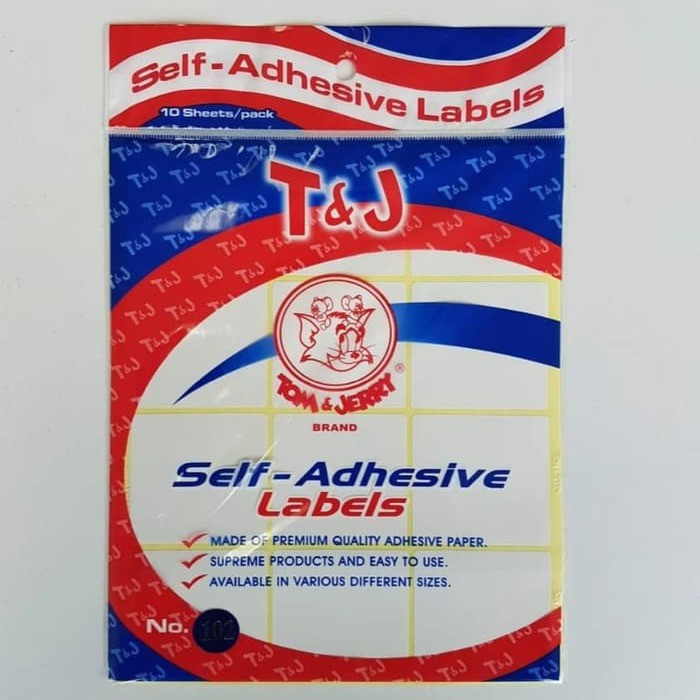 Self-Adhesive Labels
10 Sheets/pack
T&J
TOM & JERRY ®
BRAND
Self-Adhesive
Labels
MADE OF PREMIUM QUALITY ADHESIVE PAPER.
SUPREME PRODUCTS AND EASY TO USE.
AVAILABLE IN VARIOUS DIFFERENT SIZES.
No. 102